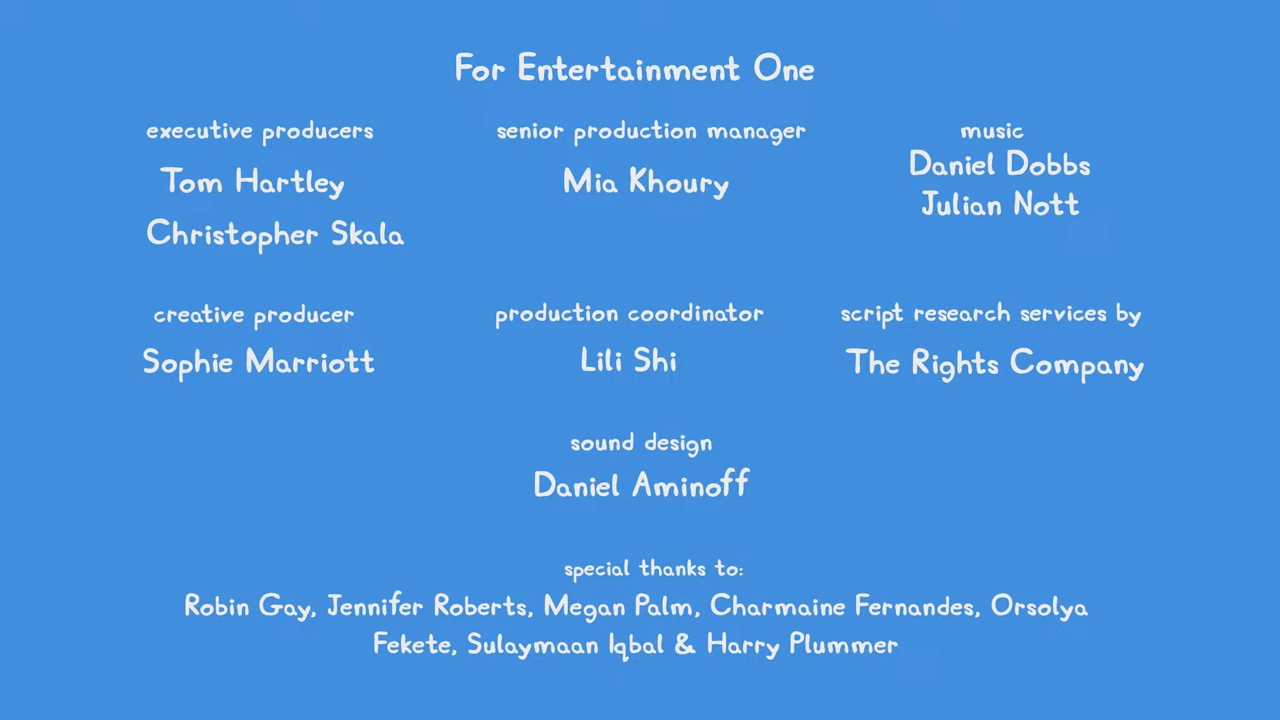 For Entertainment One
executive producers
Tom Hartley
Christopher Skala
senior production manager
Mia Khoury
music
Daniel Dobbs
Julian Nott
creative producer
Sophie Marriott
production coordinator
Lili Shi
script research services by
The Rights Company
sound design
Daniel Aminoff
special thanks to:
Robin Gay, Jennifer Roberts, Megan Palm, Charmaine Fernandes, Orsolya
Fekete, Sulaymaan Iqbal & Harry Plummer